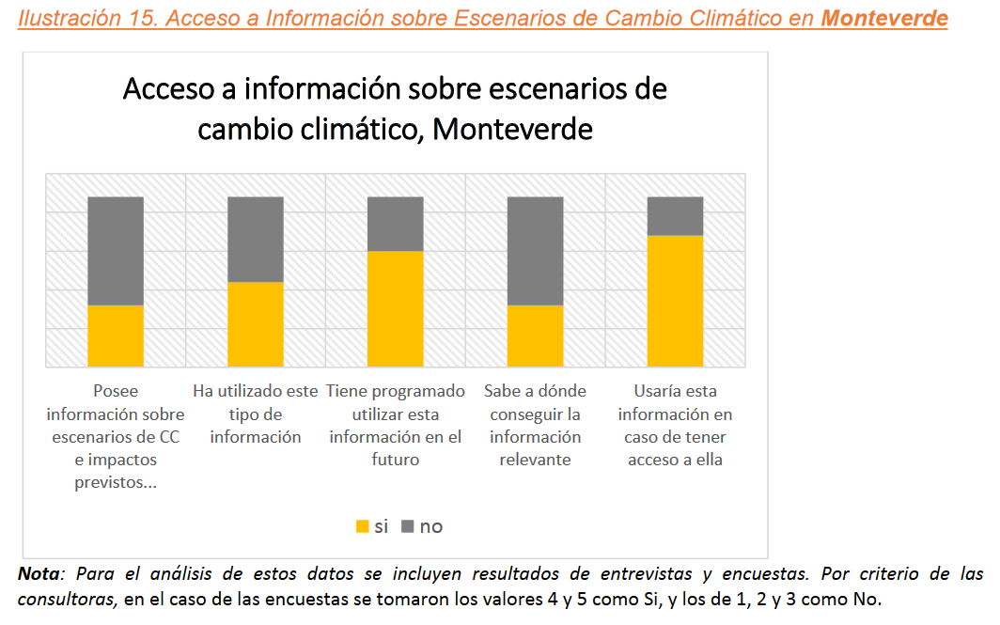 Ilustración 15. Acceso a Información sobre Escenarios de Cambio Climático en Monteverde
Acceso a información sobre escenarios de
cambio climático, Monteverde
Posee
información sobre
escenarios de CC
e impactos
previstos...
Ha utilizado este
tipo de
información
Tiene programado
utilizar esta
información en el
futuro
Sabe a dónde
conseguir la
información
relevante
Usaría esta
información en
caso de tener
acceso a ella
si no
Nota: Para el análisis de estos datos se incluyen resultados de entrevistas y encuestas. Por criterio de las
consultoras, en el caso de las encuestas se tomaron los valores 4 y 5 como Si, y los de 1, 2 y 3 como No.